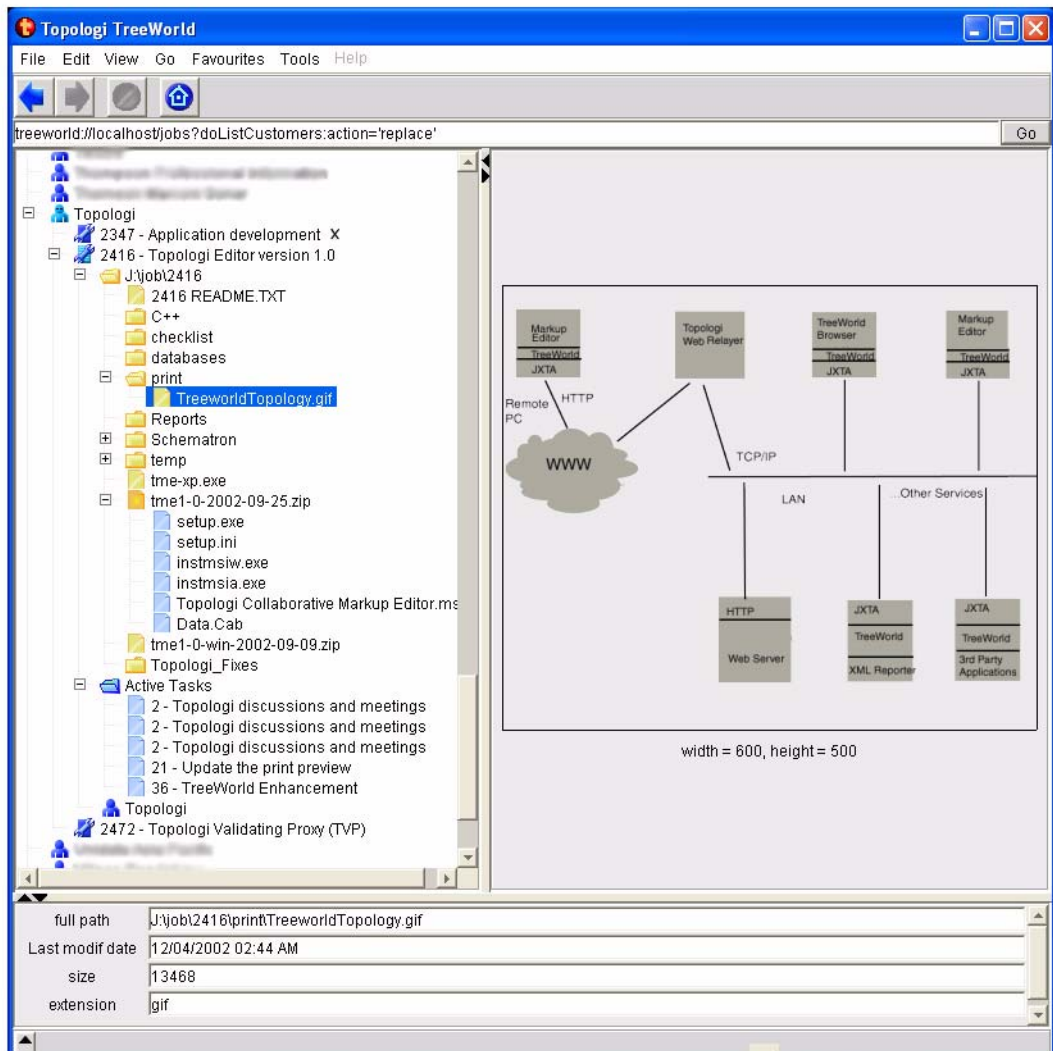 Topologi TreeWorld
File Edit View Go Favourites Tools Help
treeworld://localhost/jobs?doListCustomers:action='replace'
Go
Topologi
2347 - Application development X
2416 - Topologi Editor version 1.0
J:\job\2416
2416 README.TXT
C++
checklist
databases
print
TreeworldTopology.gif
Reports
Schematron
temp
tme-xp.exe
tme1-0-2002-09-25.zip
setup.exe
setup.ini
instmsiw.exe
instmsia.exe
Topologi Collaborative Markup Editor.ms
Data.Cab
tme1-0-win-2002-09-09.zip
Topologi_Fixes
Active Tasks
2 - Topologi discussions and meetings
2 - Topologi discussions and meetings
2 - Topologi discussions and meetings
21 - Update the print preview
36 - TreeWorld Enhancement
Topologi
2472 - Topologi Validating Proxy (TVP)
Markup
Editor
TreeWorld
JXTA
Topologi
Web Relayer
TreeWorld
Browser
TreeWorld
JXTA
Markup
Editor
TreeWorld
JXTA
Remote
PC
HTTP
WWW
TCP/IP
LAN
...Other Services
HTTP
Web Server
JXTA
TreeWorld
XML Reporter
JXTA
TreeWorld
3rd Party
Applications
width = 600, height = 500
full path J:\job\2416\print\TreeworldTopology.gif
Last modif date 12/04/2002 02:44 AM
size 13468
extension gif